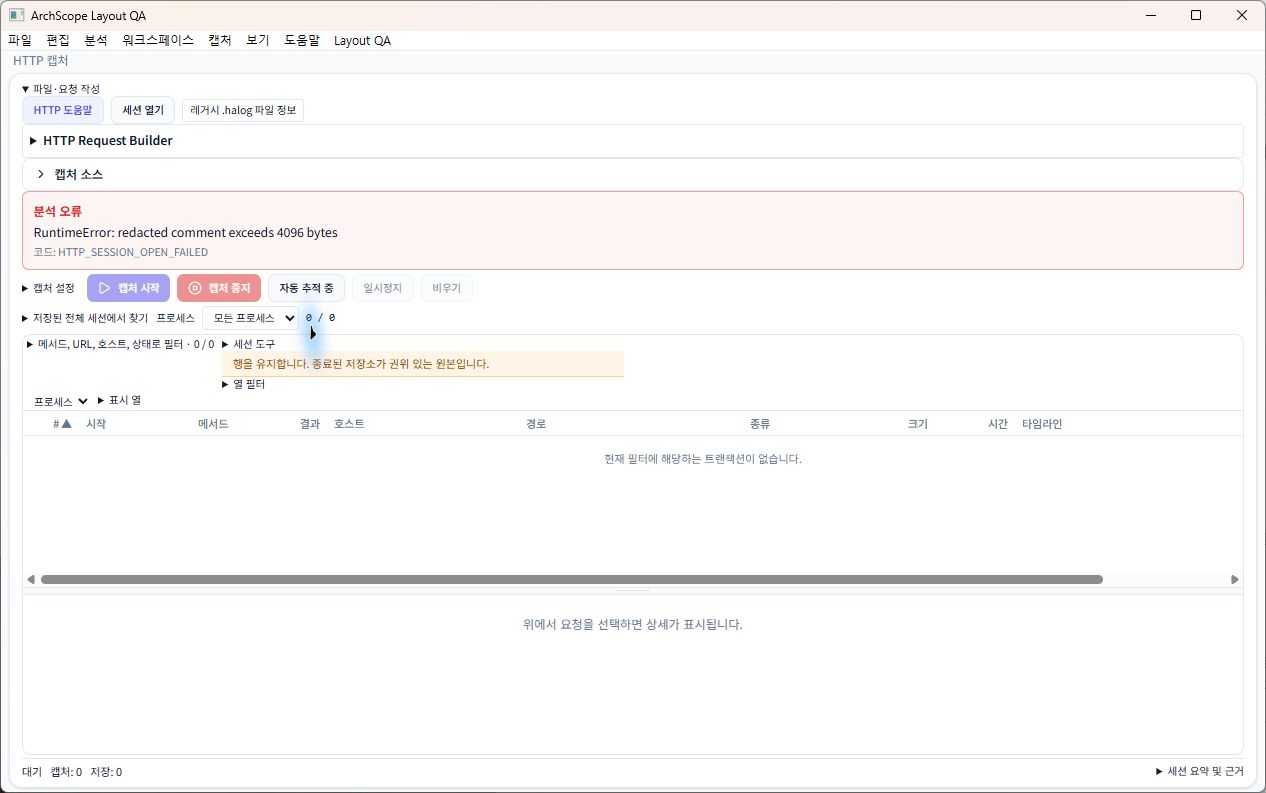 ArchScope Layout QA
파일 편집 분석 워크스페이스 캡처 보기 도움말 Layout QA
HTTP 캡처
▼ 파일·요청 작성
HTTP 도움말 세션 열기 레거시 .halog 파일 정보
▶ HTTP Request Builder
캡처 소스
분석 오류
RuntimeError: redacted comment exceeds 4096 bytes
코드: HTTP_SESSION_OPEN_FAILED
▶ 캡처 설정 캡처 시작 캡처 중지 자동 추적 중 일시정지 비우기
▶ 저장된 전체 세션에서 찾기 프로세스 모든 프로세스 0 / 0
▶ 메서드, URL, 호스트, 상태로 필터 · 0 / 0 ▶ 세션 도구
행을 유지합니다. 종료된 저장소가 권위 있는 원본입니다.
▶ 열 필터
프로세스 ▶ 표시 열
#▲ 시작 메서드 결과 호스트 경로 종류 크기 시간 타임라인
현재 필터에 해당하는 트랜잭션이 없습니다.
위에서 요청을 선택하면 상세가 표시됩니다.
대기 캡처: 0 저장: 0 ▶ 세션 요약 및 근거